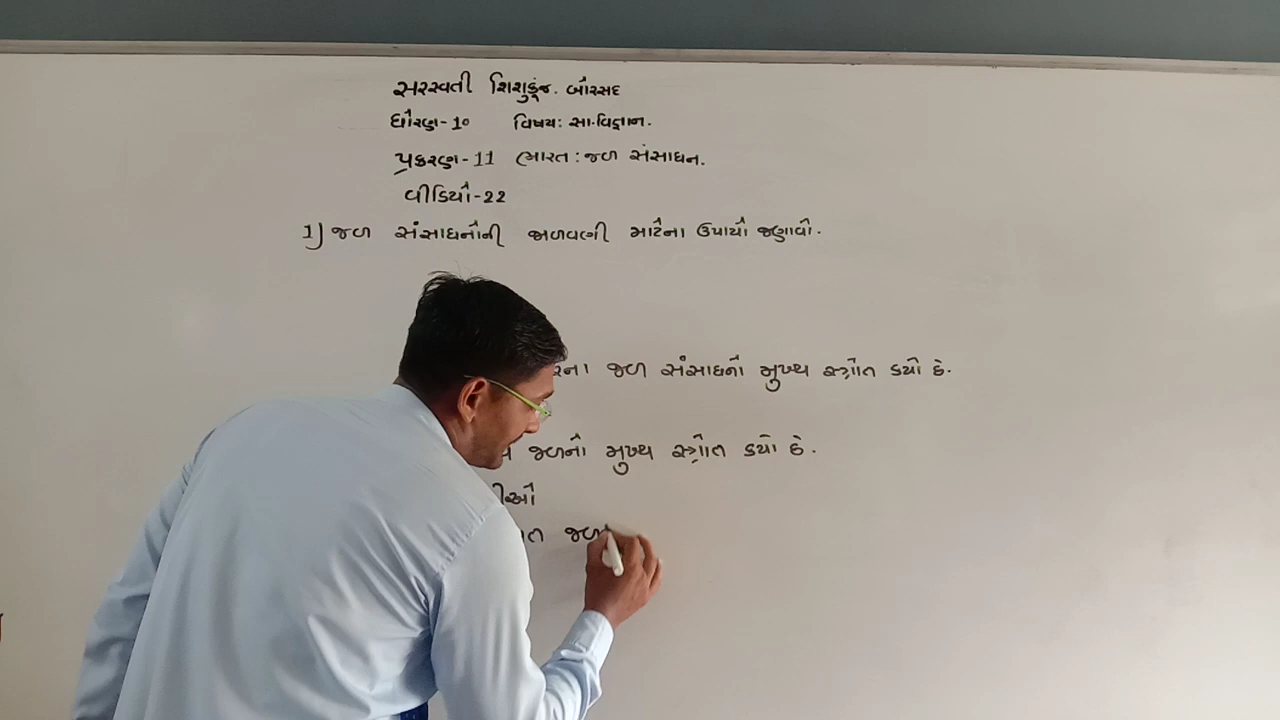 સરસ્વતી શિશુકુંજ. બોરસદ
ધોરણ-10 વિષય: સા.વિજ્ઞાન.
પ્રકરણ-11 ભારત : જળ સંસાધન.
વીડિયો-22
1) જળ સંસાધનોની જાળવણી માટેના ઉપાયો જણાવો.
જળ સંસાધનો મુખ્ય સ્ત્રોત કયો છે.
જળનો મુખ્ય સ્ત્રોત કયો છે.